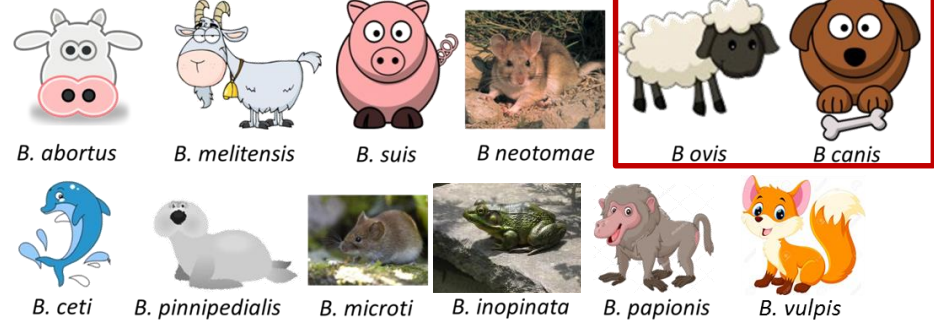 B. abortus B. melitensis B. suis B neotomae B ovis B canis
B. ceti B. pinnipedialis B. microti B. inopinata B. papionis B. vulpis